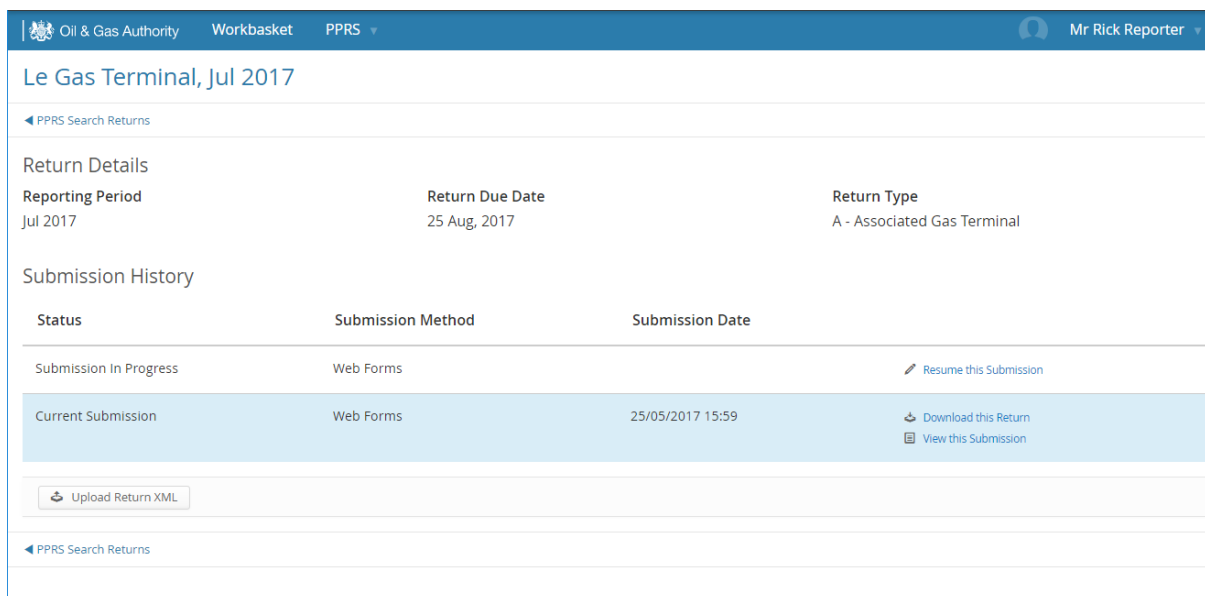 Oil & Gas Authority Workbasket PPRS Mr Rick Reporter
Le Gas Terminal, Jul 2017
PPRS Search Returns
Return Details
Reporting Period Return Due Date Return Type
Jul 2017 25 Aug, 2017 A - Associated Gas Terminal
Submission History
Status Submission Method Submission Date
Submission In Progress Web Forms Resume this Submission
Current Submission Web Forms 25/05/2017 15:59 Download this Return
View this Submission
Upload Return XML
PPRS Search Returns